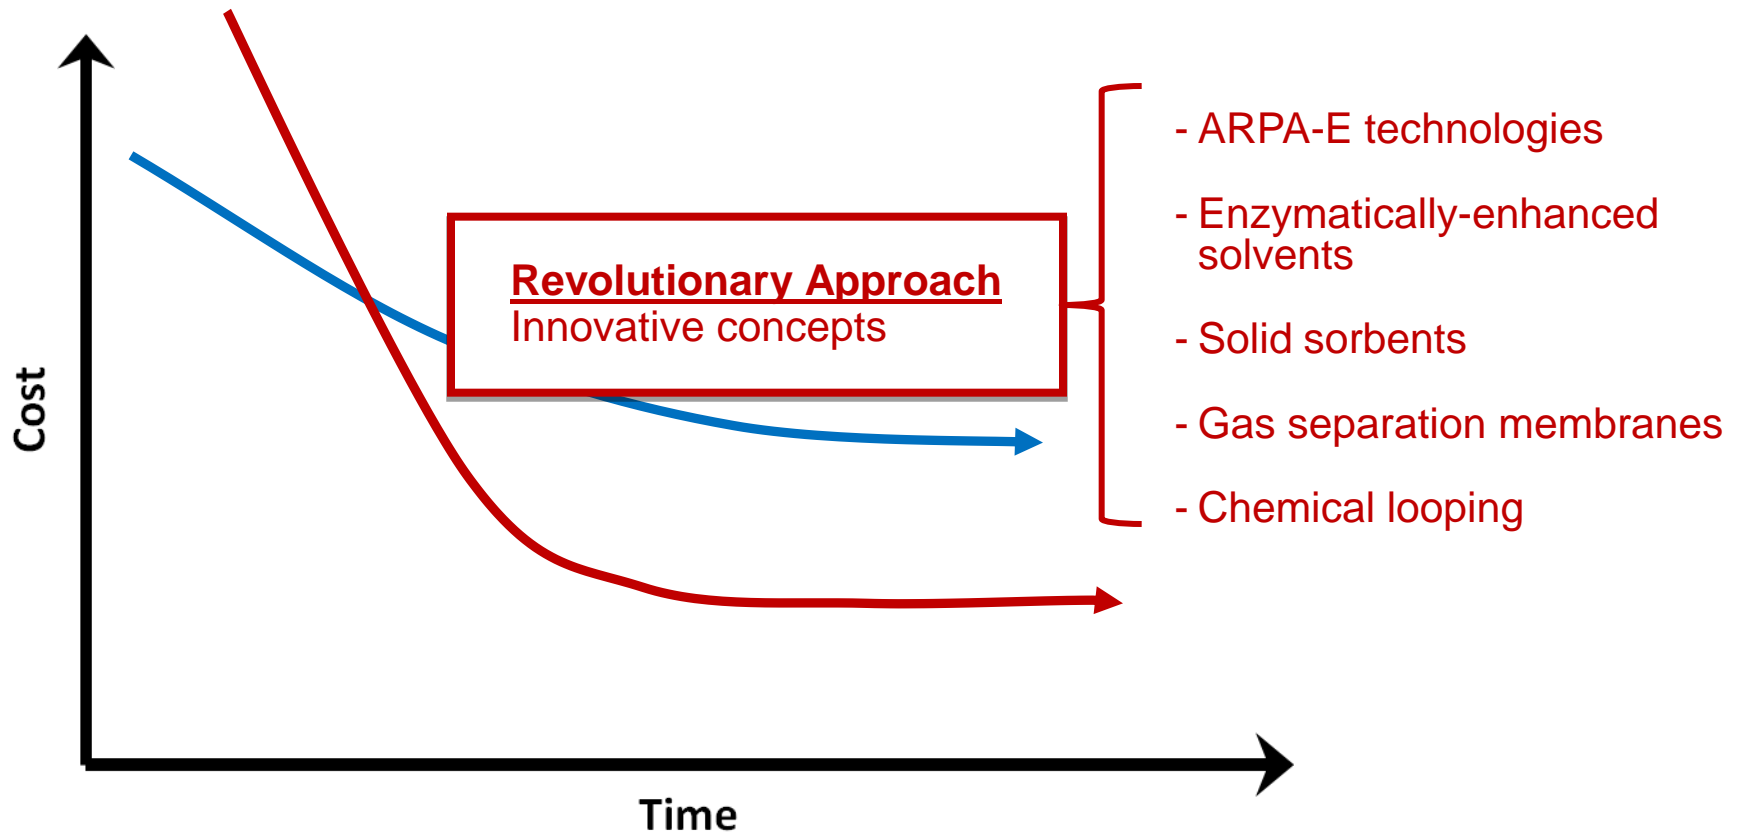 Cost
Revolutionary Approach
Innovative concepts
- ARPA-E technologies
- Enzymatically-enhanced
solvents
- Solid sorbents
- Gas separation membranes
- Chemical looping
Time